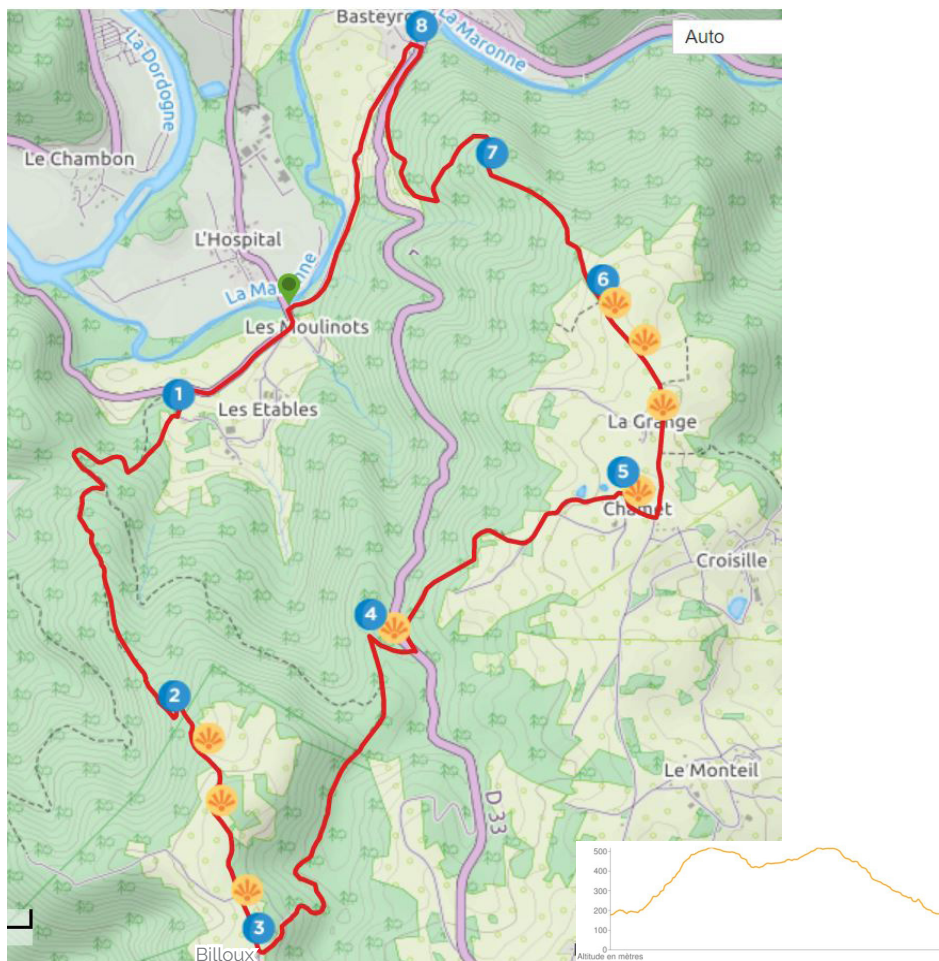 Basteyro
8
La Maronne
Auto
La Dordogne
Le Chambon
7
L'Hospital
6
La Maronne
Les Moulinots
1
Les Etables
La Grange
5
Chamet
Croisille
4
2
Le Monteil
D 33
3
Billoux
500
400
300
200
100
0
Altitude en mètres